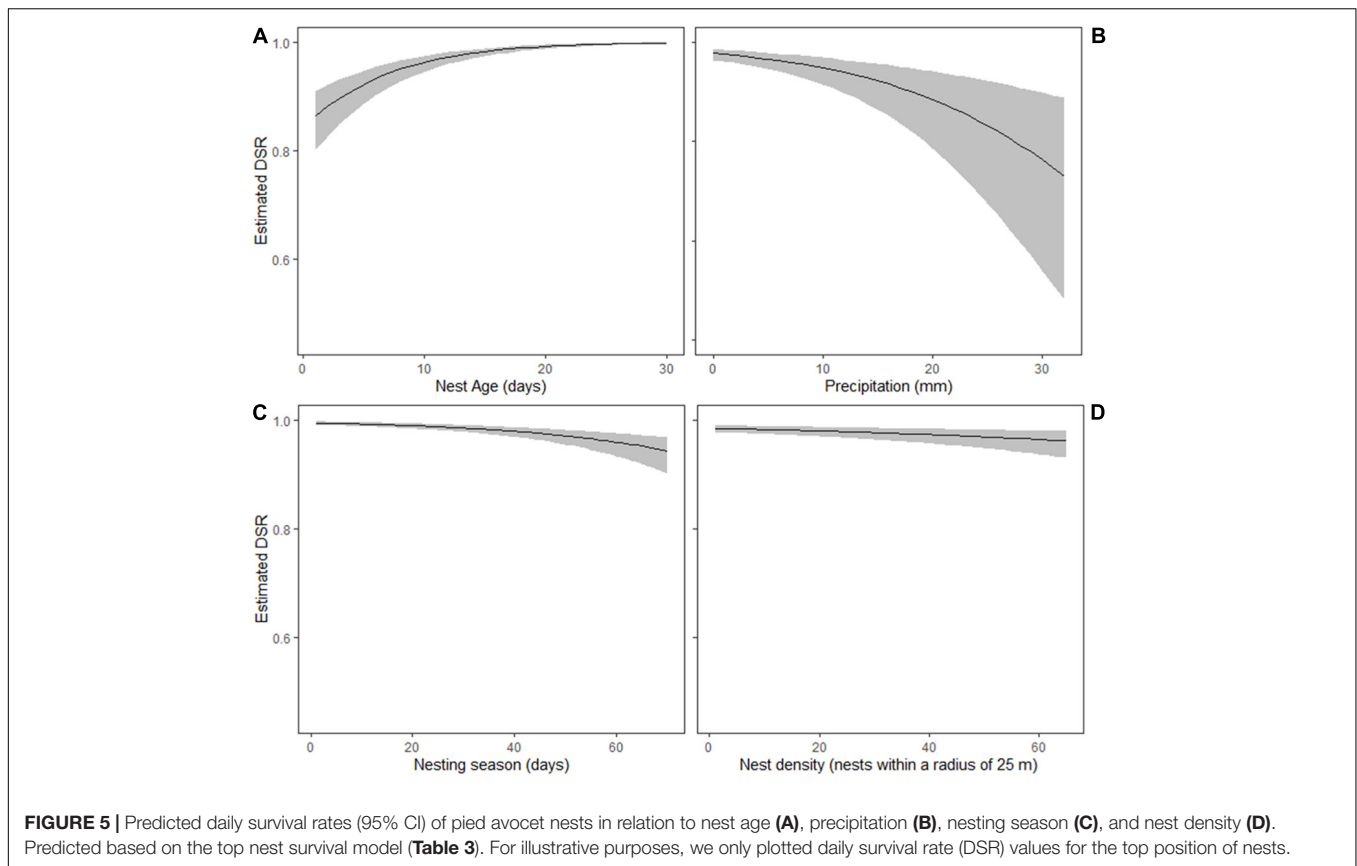 A
B
1.0
0.8
0.6
Estimated DSR
0
10
20
30
Nest Age (days)
0
10
20
30
Precipitation (mm)
C
D
1.0
0.8
0.6
Estimated DSR
0
20
40
60
Nesting season (days)
0
20
40
60
Nest density (nests within a radius of 25 m)
FIGURE 5 | Predicted daily survival rates (95% CI) of pied avocet nests in relation to nest age (A), precipitation (B), nesting season (C), and nest density (D).
Predicted based on the top nest survival model (Table 3). For illustrative purposes, we only plotted daily survival rate (DSR) values for the top position of nests.